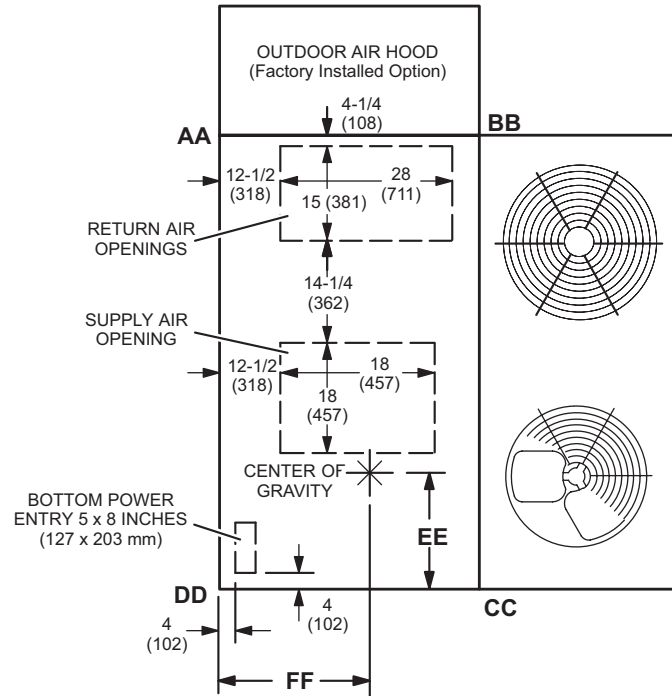 OUTDOOR AIR HOOD
(Factory Installed Option)
4-1/4
(108)
AA
BB
12-1/2
(318)
28
(711)
15 (381)
RETURN AIR
OPENINGS
14-1/4
(362)
SUPPLY AIR
OPENING
12-1/2
(318)
18
(457)
18
(457)
CENTER OF
GRAVITY
BOTTOM POWER
ENTRY 5 x 8 INCHES
(127 x 203 mm)
EE
DD
CC
4
(102)
4
(102)
FF